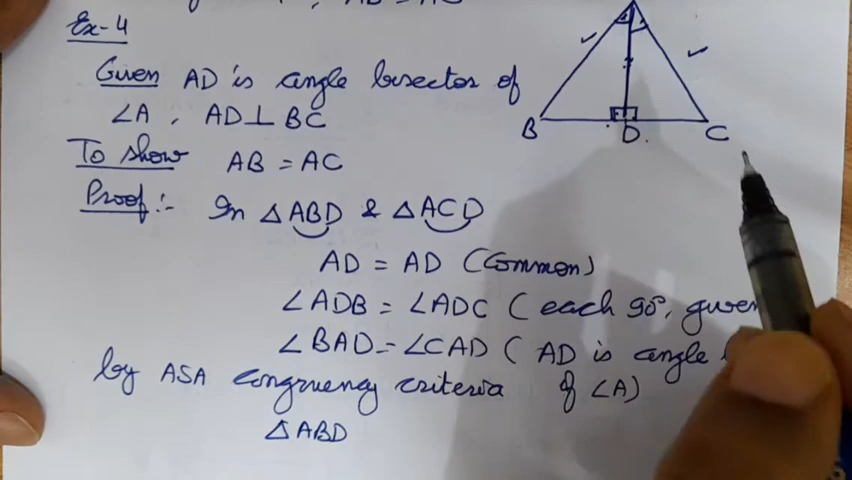 Ex-4
Given AD is angle bisector of
∠A, AD⊥BC
B D. C
To show AB = AC
Proof:- In △ABD & △ACD
AD = AD (Common)
∠ADB = ∠ADC (each 90°, given
∠BAD = ∠CAD (AD is angle
by ASA congruency criteria of ∠A)
△ABD